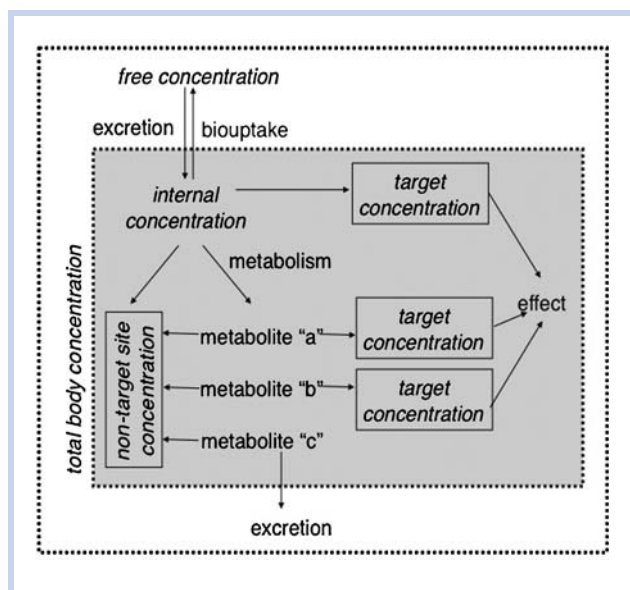 free concentration
excretion
biouptake
internal
concentration
target
concentration
metabolism
effect
total body concentration
non-target site
concentration
metabolite “a”
target
concentration
metabolite “b”
target
concentration
metabolite “c”
excretion